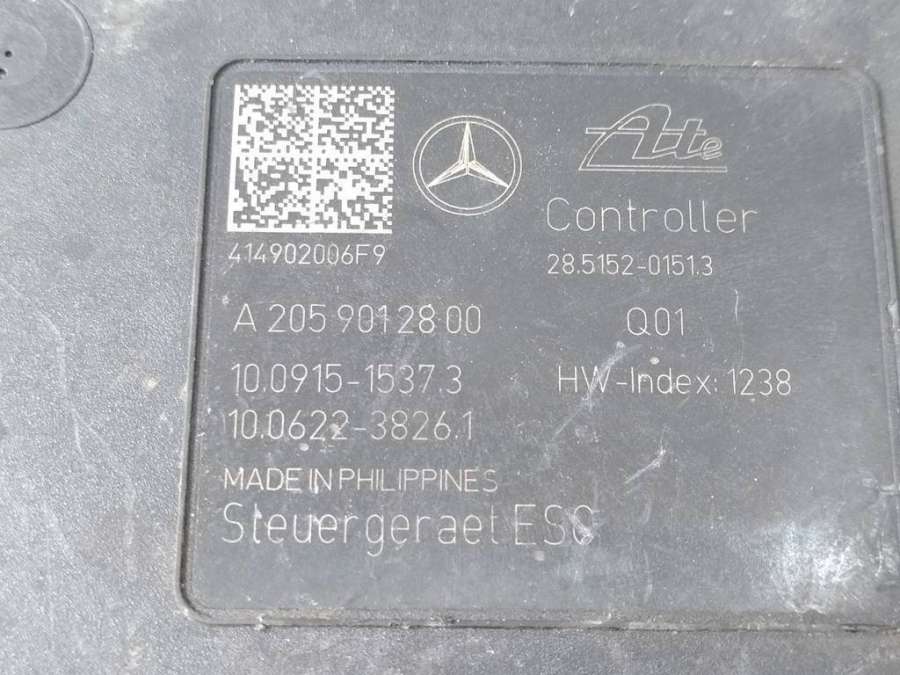 Ate
Controller
414902006F9
28.5152-0151.3
A 205 901 28 00 Q01
10.0915-1537.3 HW-Index: 1238
10.0622-3826.1
MADE IN PHILIPPINES
Steuergeraet ESC